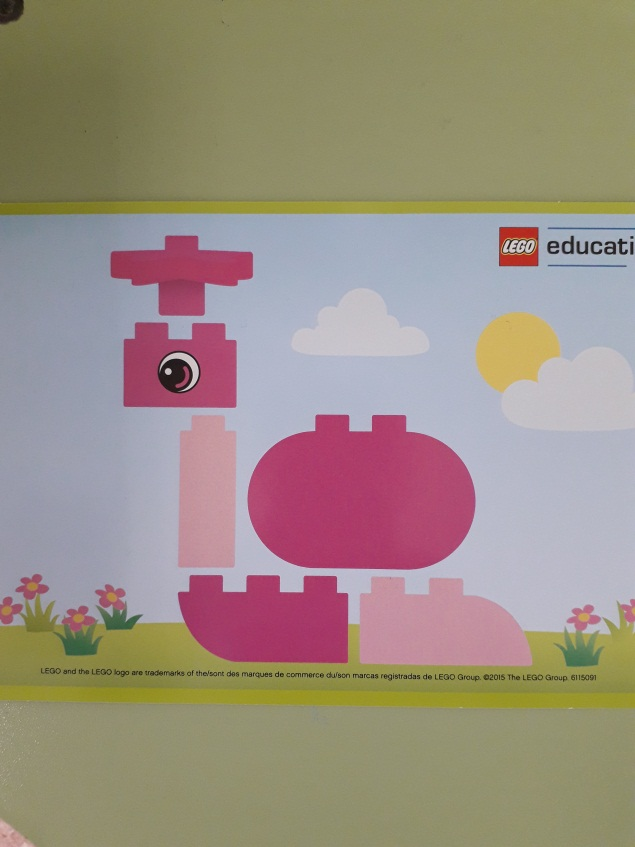 LEGO educati
LEGO and the LEGO logo are trademarks of the/sont des marques de commerce du/son marcas registradas de LEGO Group. ©2015 The LEGO Group. 6115091